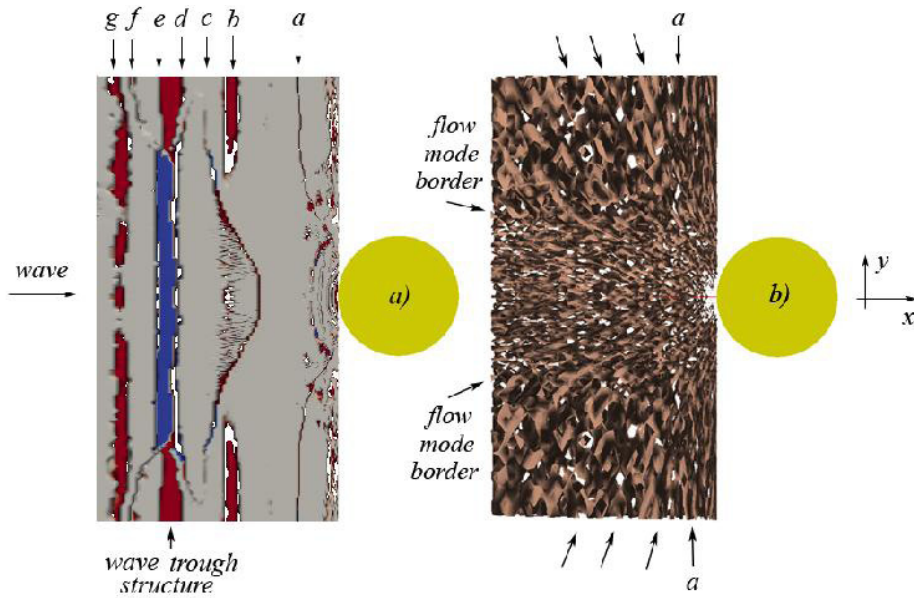 g f e d c b a
a
flow
mode
border
wave
a)
b)
y
x
flow
mode
border
wave trough
structure
a